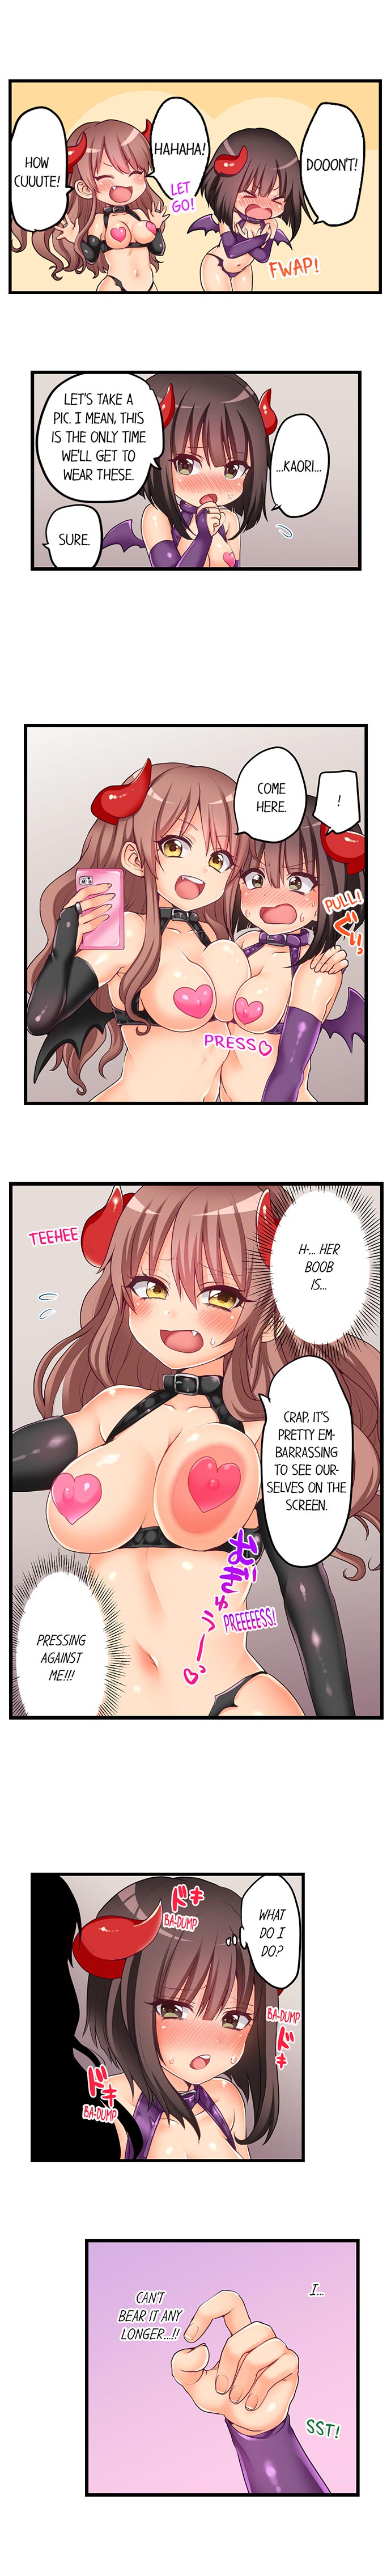 HOW
CUUUTE!
HAHAHA!
LET
GO!
DOOON'T!
FWAP!
LET'S TAKE A
PIC. I MEAN, THIS
IS THE ONLY TIME
WE'LL GET TO
WEAR THESE.
...KAORI...
SURE.
COME
HERE.
!
PULL!
ぐいっ
PRESS♡
TEEHEE
H-... HER
BOOB
IS...
CRAP, IT'S
PRETTY EM-
BARRASSING
TO SEE OUR-
SELVES ON THE
SCREEN.
PREEEEESS!
PRESSING
AGAINST
ME!!!
ドキ
BA-DUMP
WHAT
DO I
DO?
BA-DUMP
ドキ
ドキ
BA-DUMP
I...
CAN'T
BEAR IT ANY
LONGER...!!
SST!